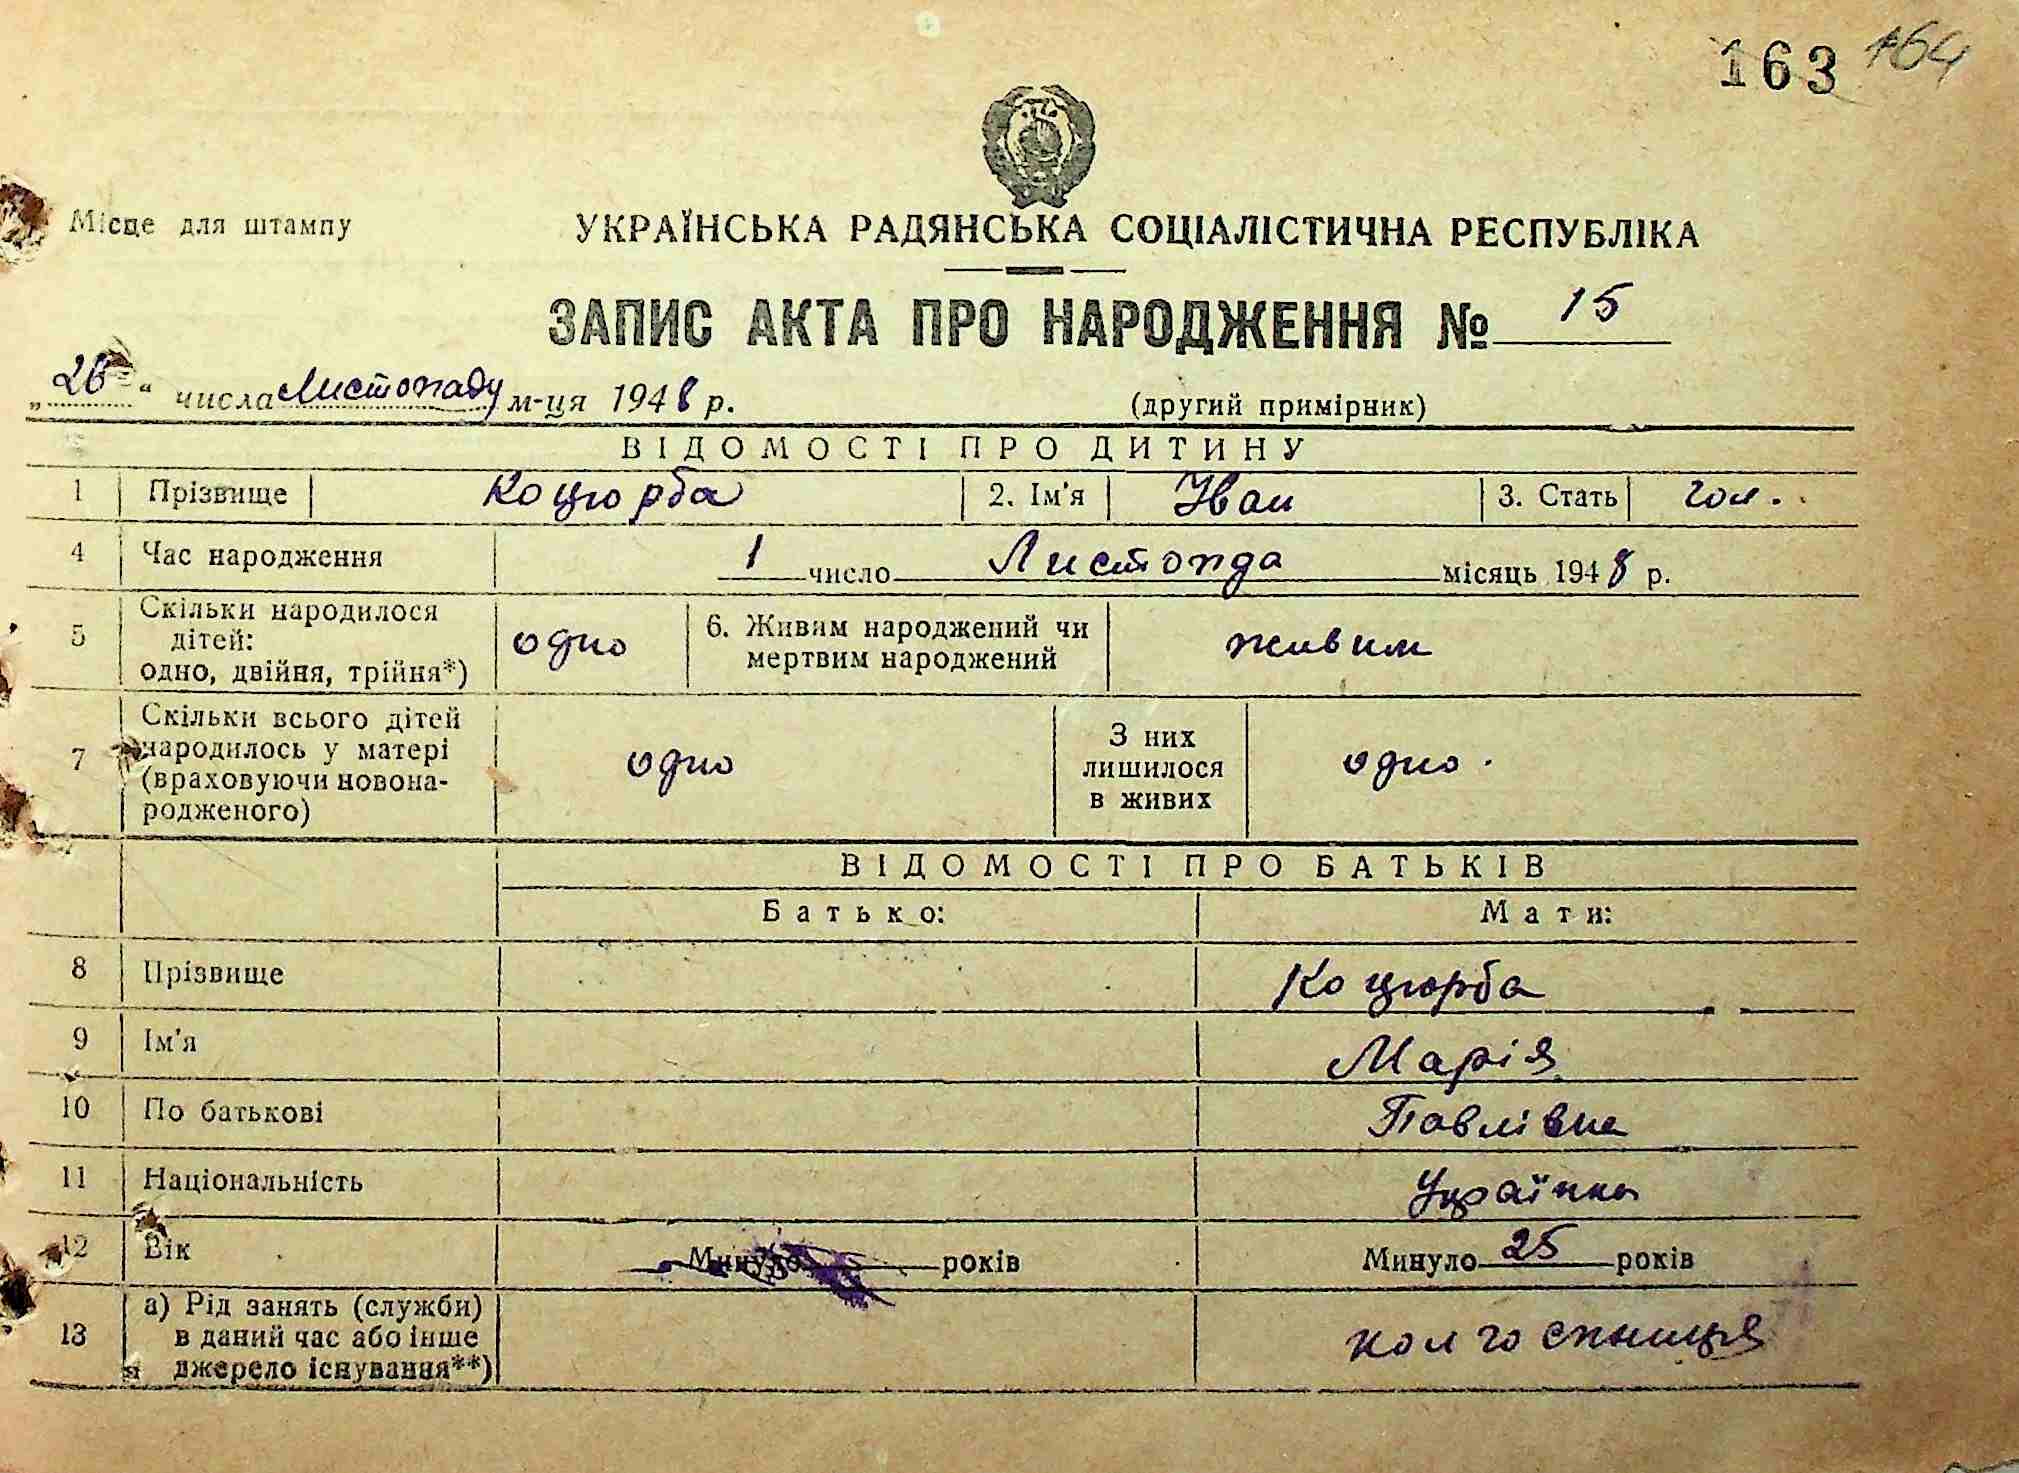 163 164
Місце для штампу
УКРАЇНСЬКА РАДЯНСЬКА СОЦІАЛІСТИЧНА РЕСПУБЛІКА
ЗАПИС АКТА ПРО НАРОДЖЕННЯ № 15
„26" числа Листопаду м-ця 1948 р. (другий примірник)
ВІДОМОСТІ ПРО ДИТИНУ
1 Прізвище Коцюрба 2. Ім'я Іван 3. Стать чол.
4 Час народження 1 число Листопда місяць 1948 р.
5 Скільки народилося дітей: одно, двійня, трійня*) одно 6. Живим народжений чи мертвим народжений живим
7 Скільки всього дітей народилось у матері (враховуючи новонародженого) одно З них лишилося в живих одно.
ВІДОМОСТІ ПРО БАТЬКІВ
Батько: Мати:
8 Прізвище Коцюрба
9 Ім'я Марія
10 По батькові Павлівна
11 Національність Українка
12 Вік Минуло років Минуло 25 років
13 а) Рід занять (служби) в даний час або інше джерело існування**) колгоспниця